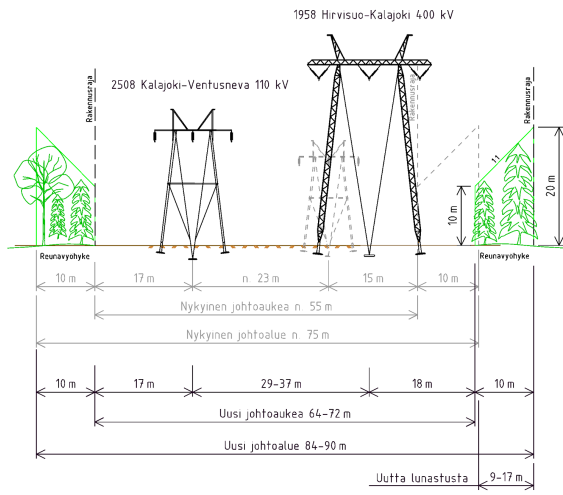 1958 Hirvisuo-Kalajoki 400 kV
2508 Kalajoki-Ventusneva 110 kV
Rakennusraja
Rakennusraja
Rakennusraja
1:1
20 m
10 m
Reunavyöhyke
Reunavyöhyke
10 m
17 m
n. 23 m
15 m
10 m
Nykyinen johtoaukea n. 55 m
Nykyinen johtoalue n. 75 m
10 m
17 m
29-37 m
18 m
10 m
Uusi johtoaukea 64-72 m
Uusi johtoalue 84-90 m
Uutta lunastusta
9-17 m